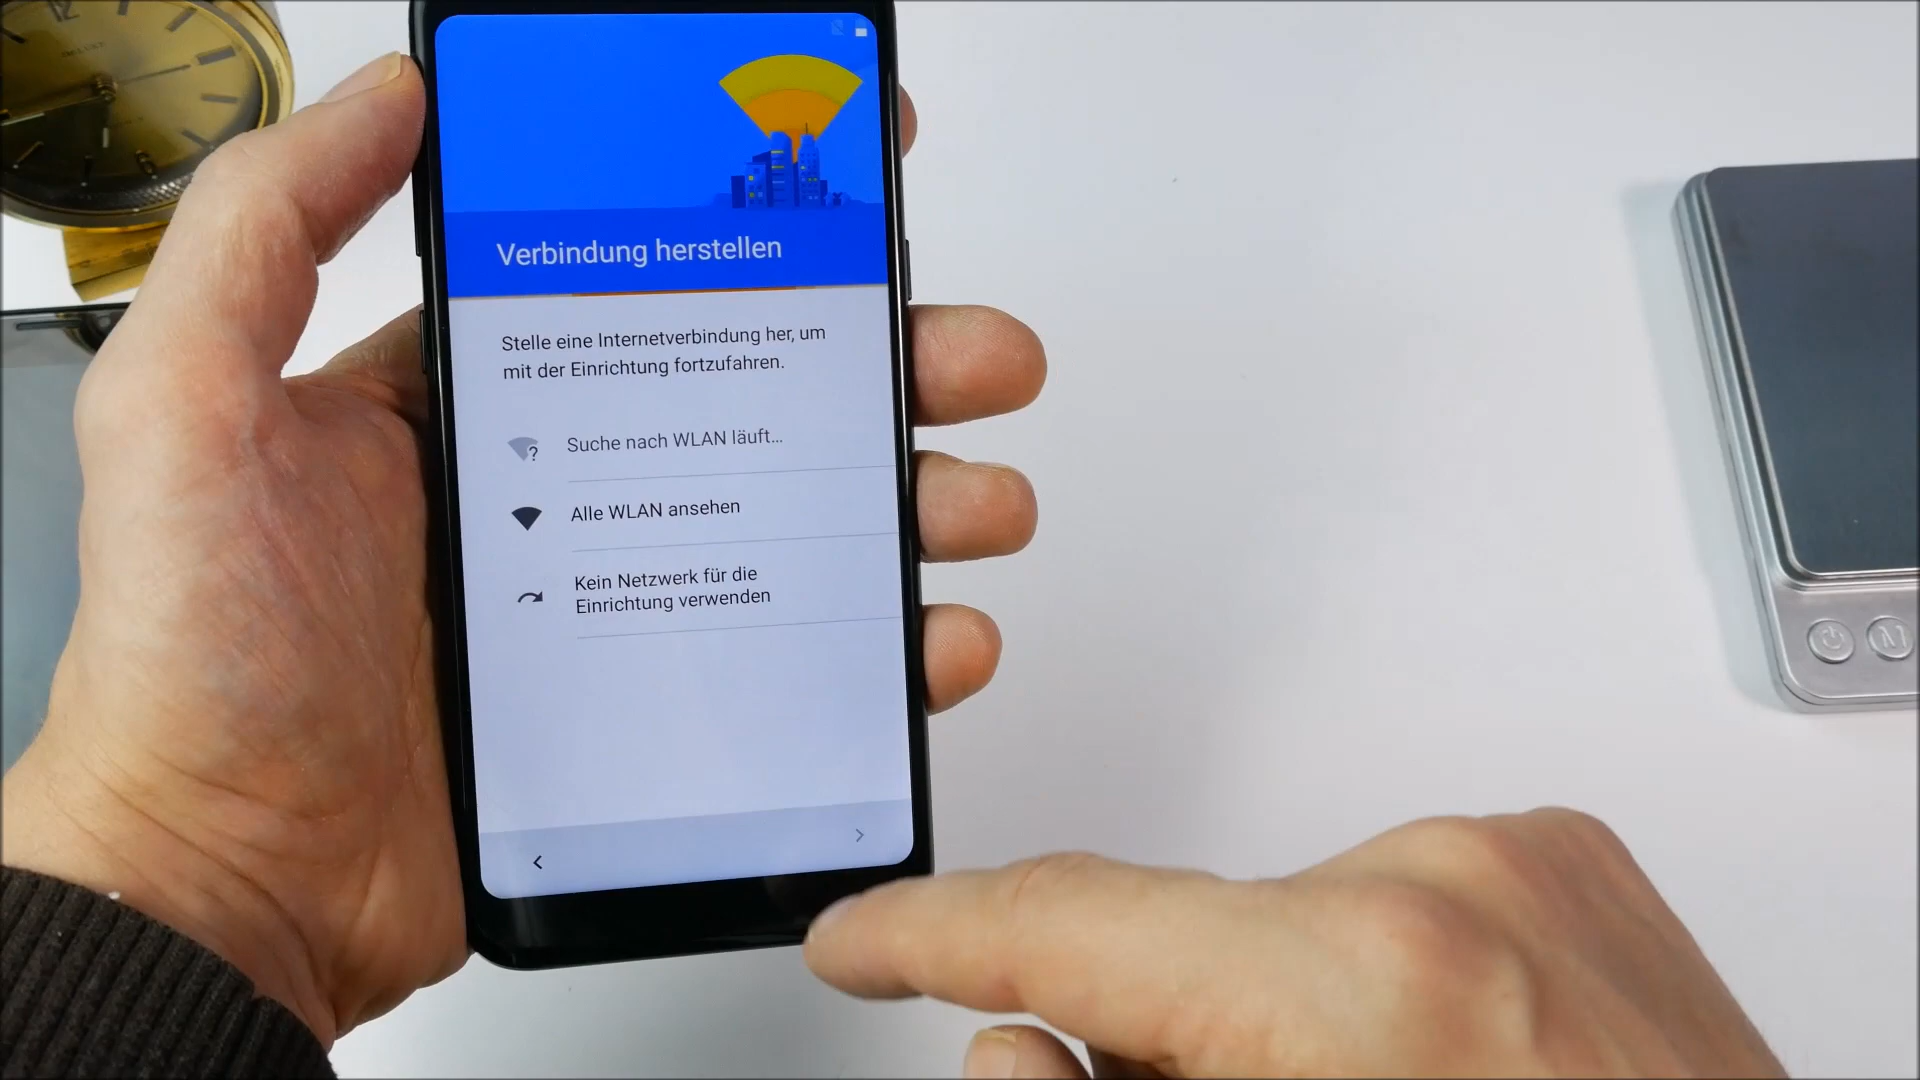 Verbindung herstellen
Stelle eine Internetverbindung her, um
mit der Einrichtung fortzufahren.
Suche nach WLAN läuft...
Alle WLAN ansehen
Kein Netzwerk für die
Einrichtung verwenden
M